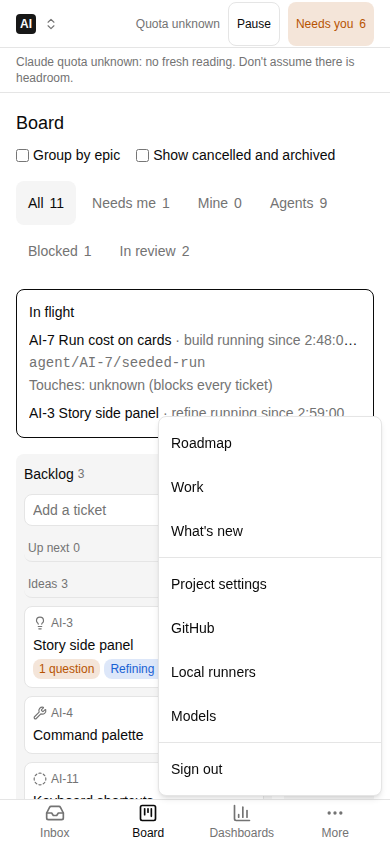 AI
Quota unknown
Pause
Needs you 6
Claude quota unknown: no fresh reading. Don't assume there is
headroom.
Board
Group by epic
Show cancelled and archived
All 11
Needs me 1
Mine 0
Agents 9
Blocked 1
In review 2
In flight
AI-7 Run cost on cards · build running since 2:48:0…
agent/AI-7/seeded-run
Touches: unknown (blocks every ticket)
AI-3 Story side panel · refine running since 2:59:00
Backlog 3
Add a ticket
Up next 0
Ideas 3
AI-3
Story side panel
1 question
Refining
AI-4
Command palette
AI-11
Keyboard shortcuts
Roadmap
Work
What's new
Project settings
GitHub
Local runners
Models
Sign out
Inbox
Board
Dashboards
More